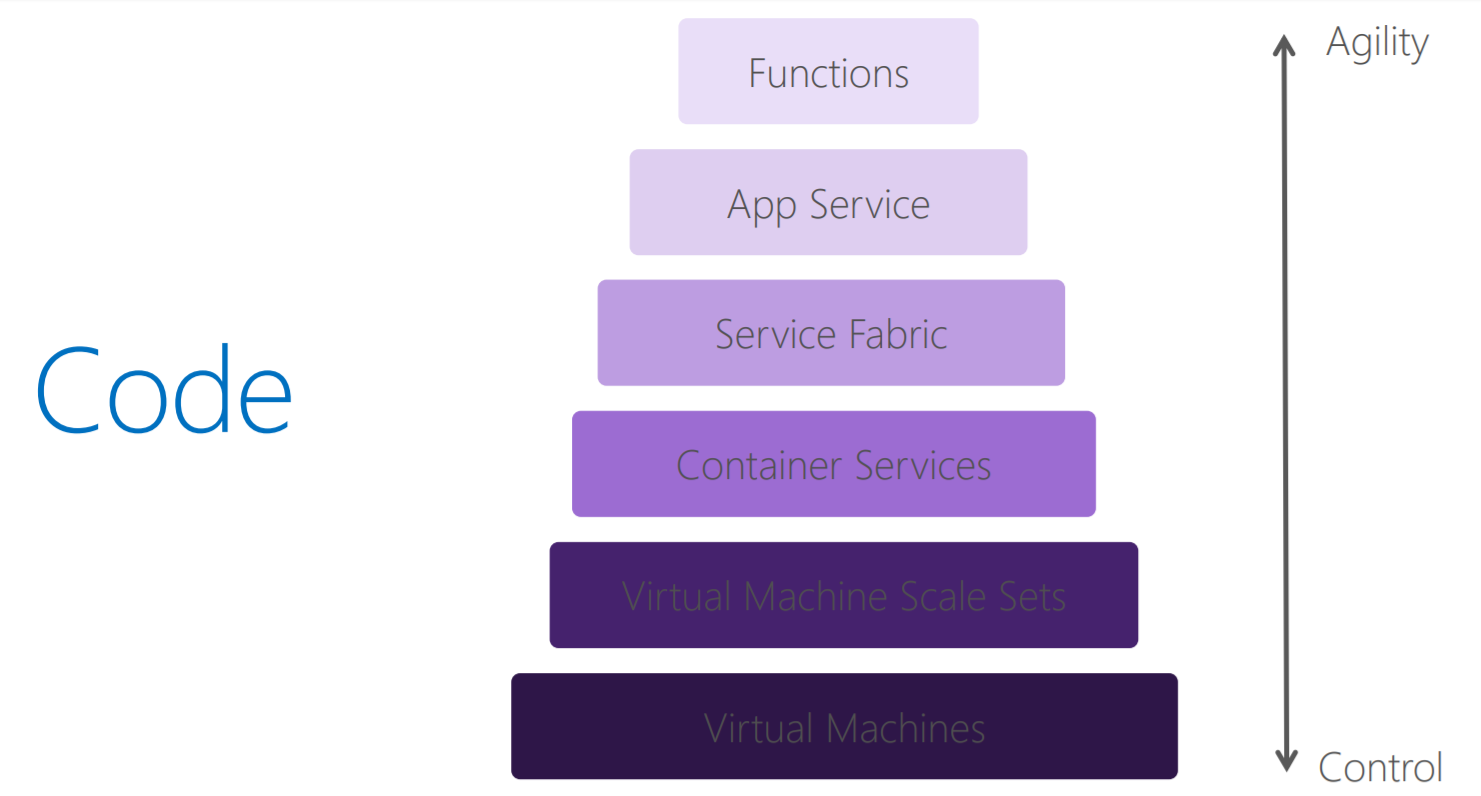 Functions
Agility
App Service
Service Fabric
Code
Container Services
Virtual Machine Scale Sets
Virtual Machines
Control